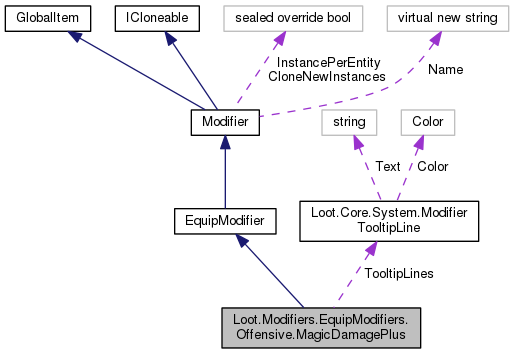 GlobalItem
ICloneable
sealed override bool
virtual new string
InstancePerEntity
CloneNewInstances
Name
Modifier
string
Color
Text
Color
EquipModifier
Loot.Core.System.Modifier
TooltipLine
TooltipLines
Loot.Modifiers.EquipModifiers.
Offensive.MagicDamagePlus